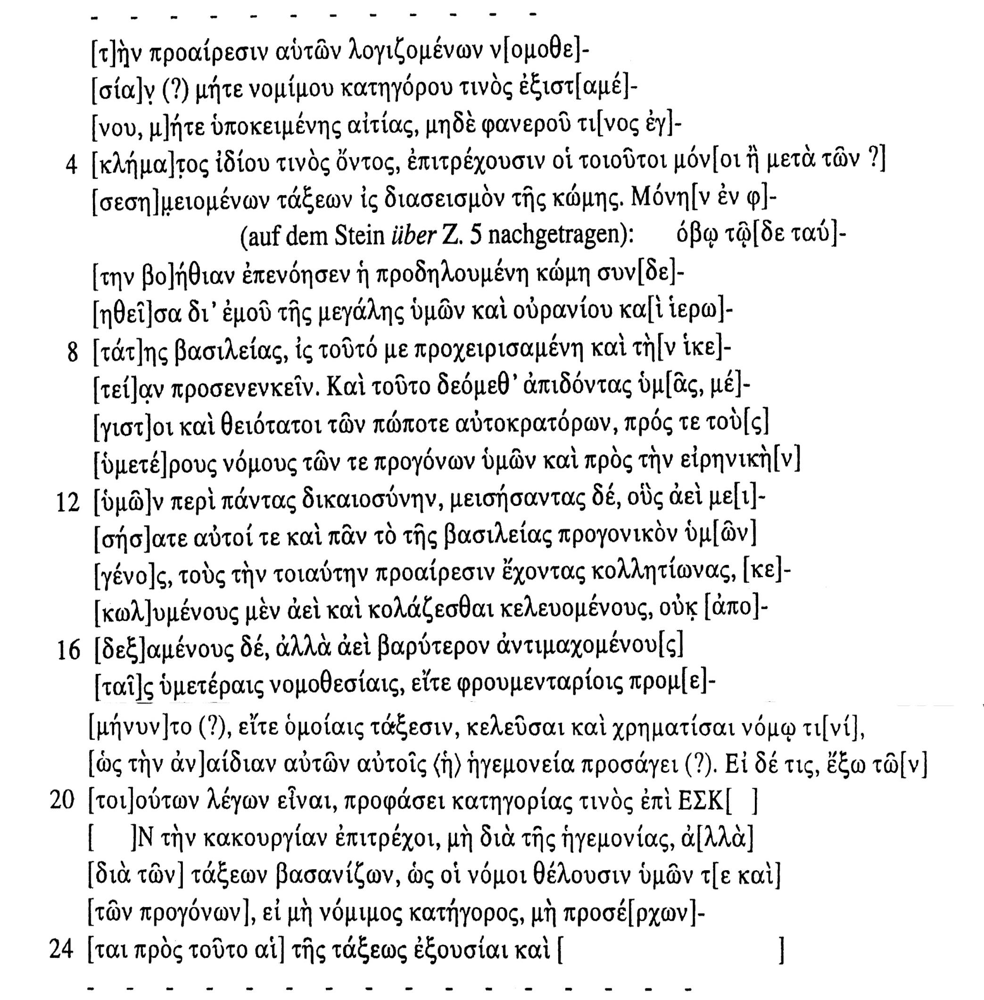 - - - - - - - - - - - -
[τ]ὴ̣ν προαίρεσιν αὑτῶν λογιζομένων ν[ομοθε]-
[σία]ν̣ (?) μήτε νομίμου κατηγόρου τινὸς ἐξιστ[αμέ]-
[νου, μ]ήτε ὑποκειμένης αἰτίας, μηδὲ φανεροῦ τι[νος ἐγ]-
4 [κλήμα]τ̣ος ἰδίου τινὸς ὄντος, ἐπιτρέχουσιν οἱ τοιοῦτοι μόν[οι ἢ μετὰ τῶν ?]
[σεση]μ̣ειομένων τάξεων ἰς διασεισμὸν τῆς κώμης. Μόνη[ν ἐν φ]-
(auf dem Stein über Z. 5 nachgetragen): όβῳ τῷ[δε ταύ]-
[την βο]ήθιαν ἐπενόησεν ἡ προδηλουμένη κώμη συν[δε]-
[ηθεῖ]σα δι’ ἐμοῦ τῆς μεγάλης ὑμῶν καὶ οὐρανίου κα[ὶ ἱερω]-
8 [τάτ]ης βασιλείας, ἰς τοῦτό με προχειρισαμένη καὶ τὴ[ν ἱκε]-
[τεί]α̣ν προσενενκεῖν. Καὶ τοῦτο δεόμεθ’ ἀπιδόντας ὑμ[ᾶς, μέ]-
[γιστ]οι καὶ θειότατοι τῶν πώποτε αὐτοκρατόρων, πρός τε τοὺ[ς]
[ὑμετέ]ρους νόμους τῶν τε προγόνων ὑμῶν καὶ πρὸς τὴν εἰρηνικὴ[ν]
12 [ὑμῶ]ν περὶ πάντας δικαιοσύνην, μεισήσαντας δέ, οὓς ἀεὶ με[ι]-
[σήσ]ατε αὐτοί τε καὶ πᾶν τὸ τῆς βασιλείας προγονικὸν ὑμ[ῶν]
[γένο]ς, τοὺς τὴν τοιαύτην προαίρεσιν ἔχοντας κολλητίωνας, [κε]-
[κωλ]υμένους μὲν ἀεὶ καὶ κολάζεσθαι κελευομένους, οὐκ̣ [ἀπο]-
16 [δεξ]αμένους δέ, ἀλλὰ ἀεὶ βαρύτερον ἀντιμαχομένου[ς]
[ταῖ]ς ὑμετέραις νομοθεσίαις, εἴτε φρουμενταρίοις προμ[ε]-
[μήνυν]το (?), εἴτε ὁμοίαις τάξεσιν, κελεῦσαι καὶ χρηματίσαι νόμῳ τι[νί],
[ὡς τὴν ἀν]αίδιαν αὐτῶν αὐτοῖς ⟨ἡ⟩ ἡγεμονεία προσάγει (?). Εἰ δέ τις, ἔξω τῶ[ν]
20 [τοι]ούτων λέγων εἶναι, προφάσει κατηγορίας τινὸς ἐπὶ ΕΣΚ[ ]
[ ]Ν τὴν κακουργίαν ἐπιτρέχοι, μὴ διὰ τῆς ἡγεμονίας, ἀ[λλὰ]
[διὰ τῶν] τάξεων βασανίζων, ὡς οἱ νόμοι θέλουσιν ὑμῶν τ[ε καὶ]
[τῶν προγόνων], εἰ μὴ νόμιμος κατήγορος, μὴ προσέ[ρχων]-
24 [ται πρὸς τοῦτο αἱ] τῆς τάξεως ἐξουσίαι καὶ [ ]
- - - - - - - - - - - - - - - -